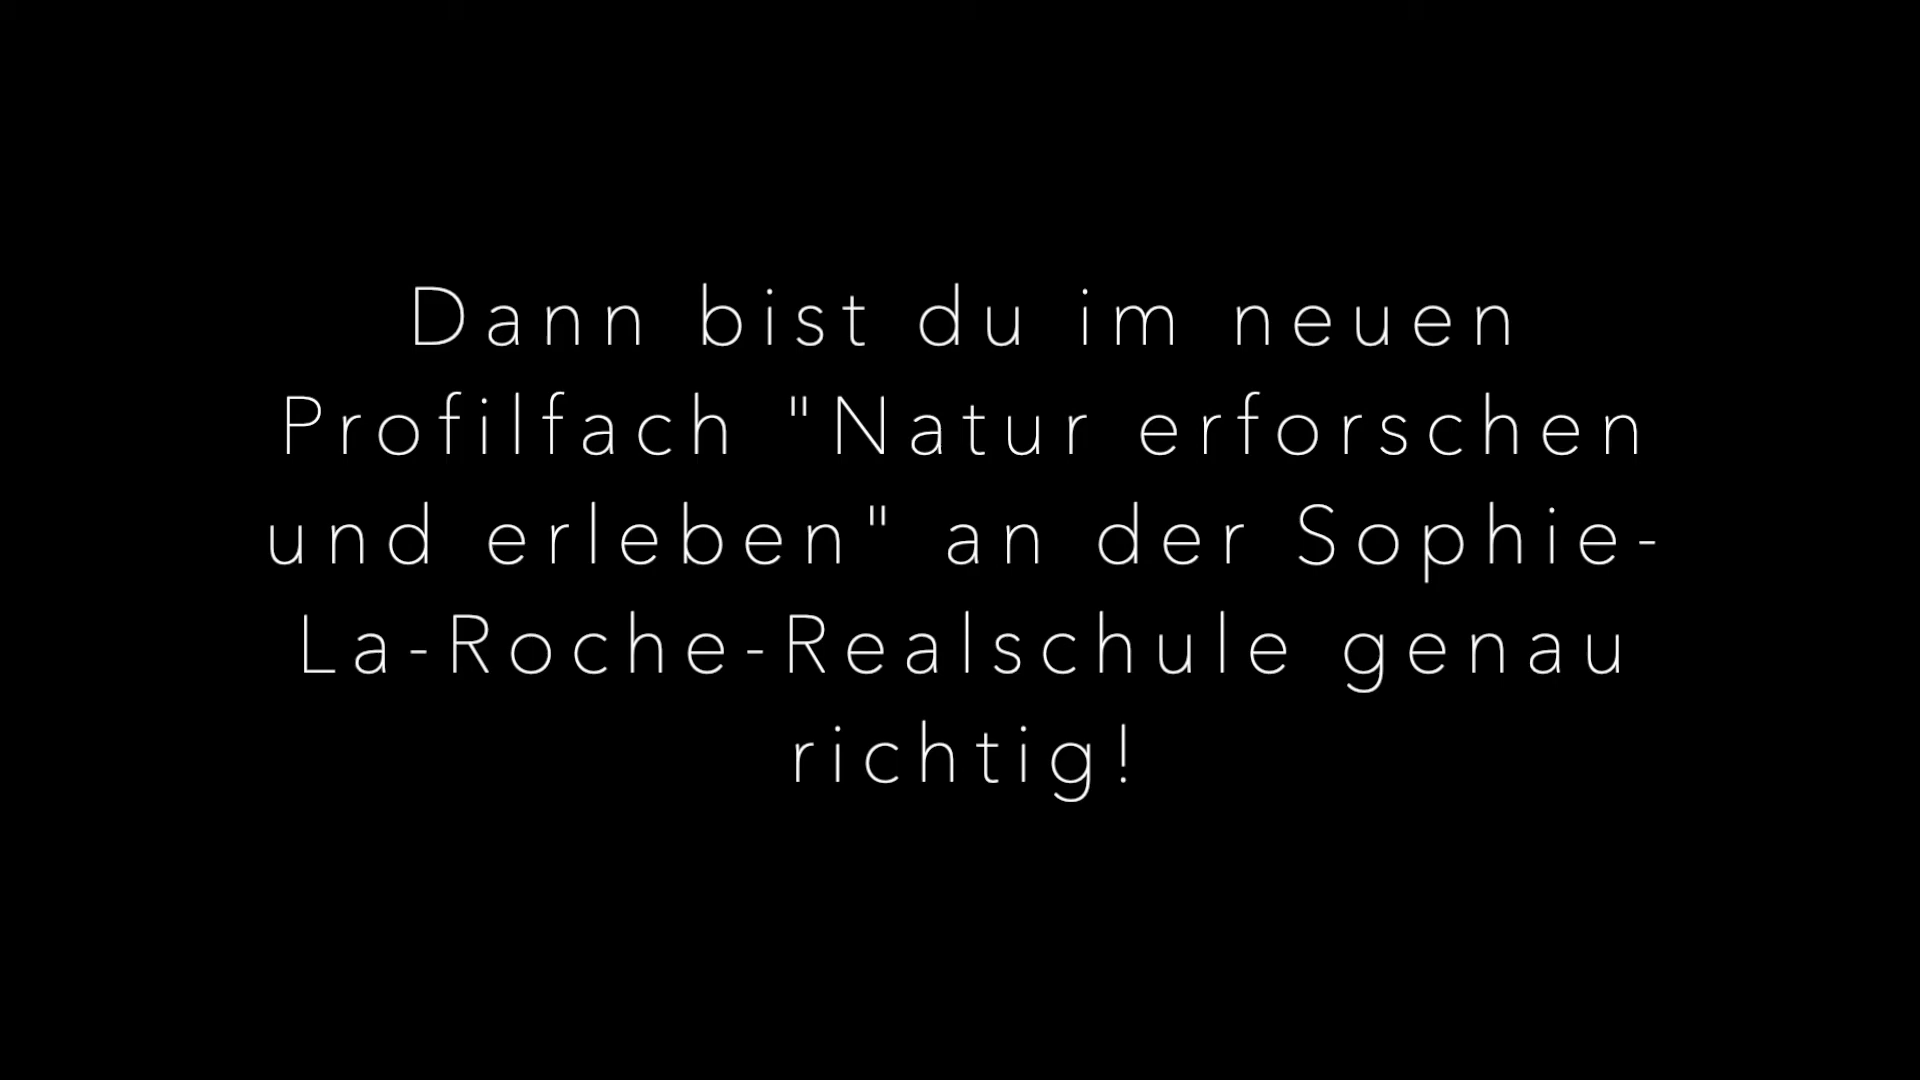 Dann bist du im neuen
Profilfach "Natur erforschen
und erleben" an der Sophie-
La-Roche-Realschule genau
richtig!